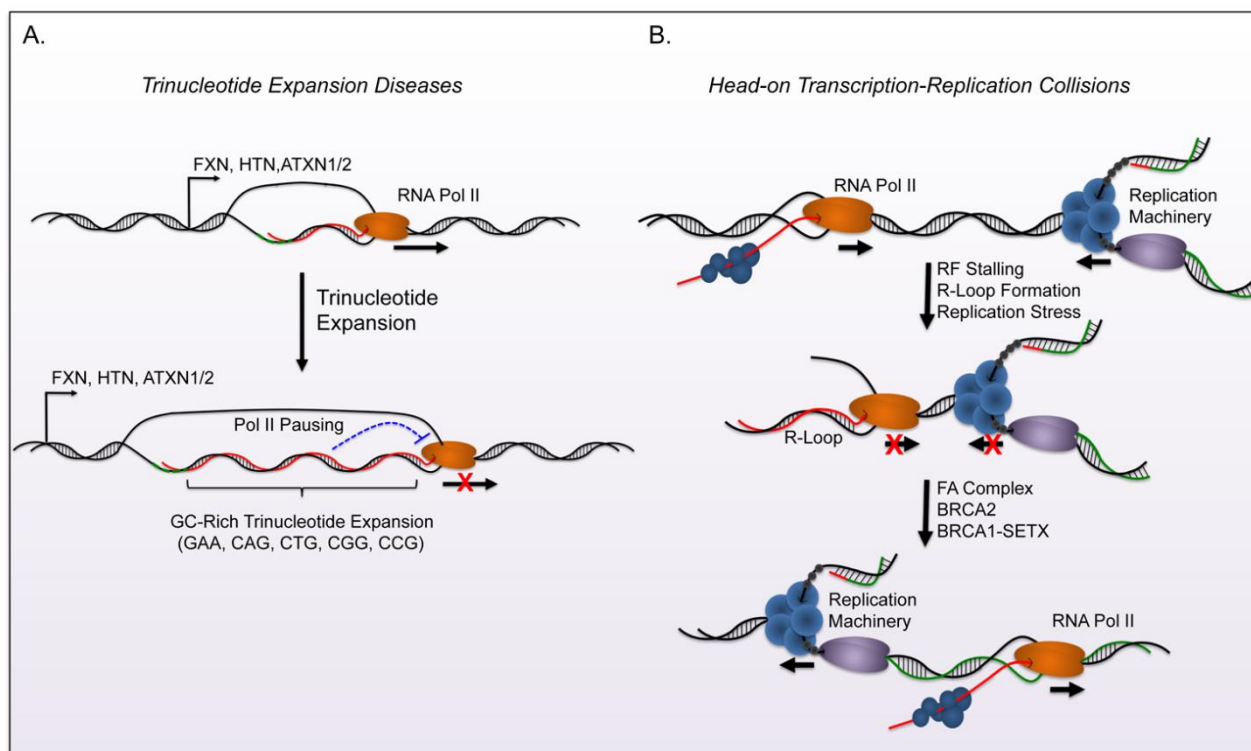 A.
Trinucleotide Expansion Diseases
FXN, HTN,ATXN1/2
RNA Pol II
Trinucleotide
Expansion
FXN, HTN, ATXN1/2
Pol II Pausing
X
GC-Rich Trinucleotide Expansion
(GAA, CAG, CTG, CGG, CCG)
B.
Head-on Transcription-Replication Collisions
RNA Pol II
Replication
Machinery
RF Stalling
R-Loop Formation
Replication Stress
R-Loop
X
X
FA Complex
BRCA2
BRCA1-SETX
Replication
Machinery
RNA Pol II